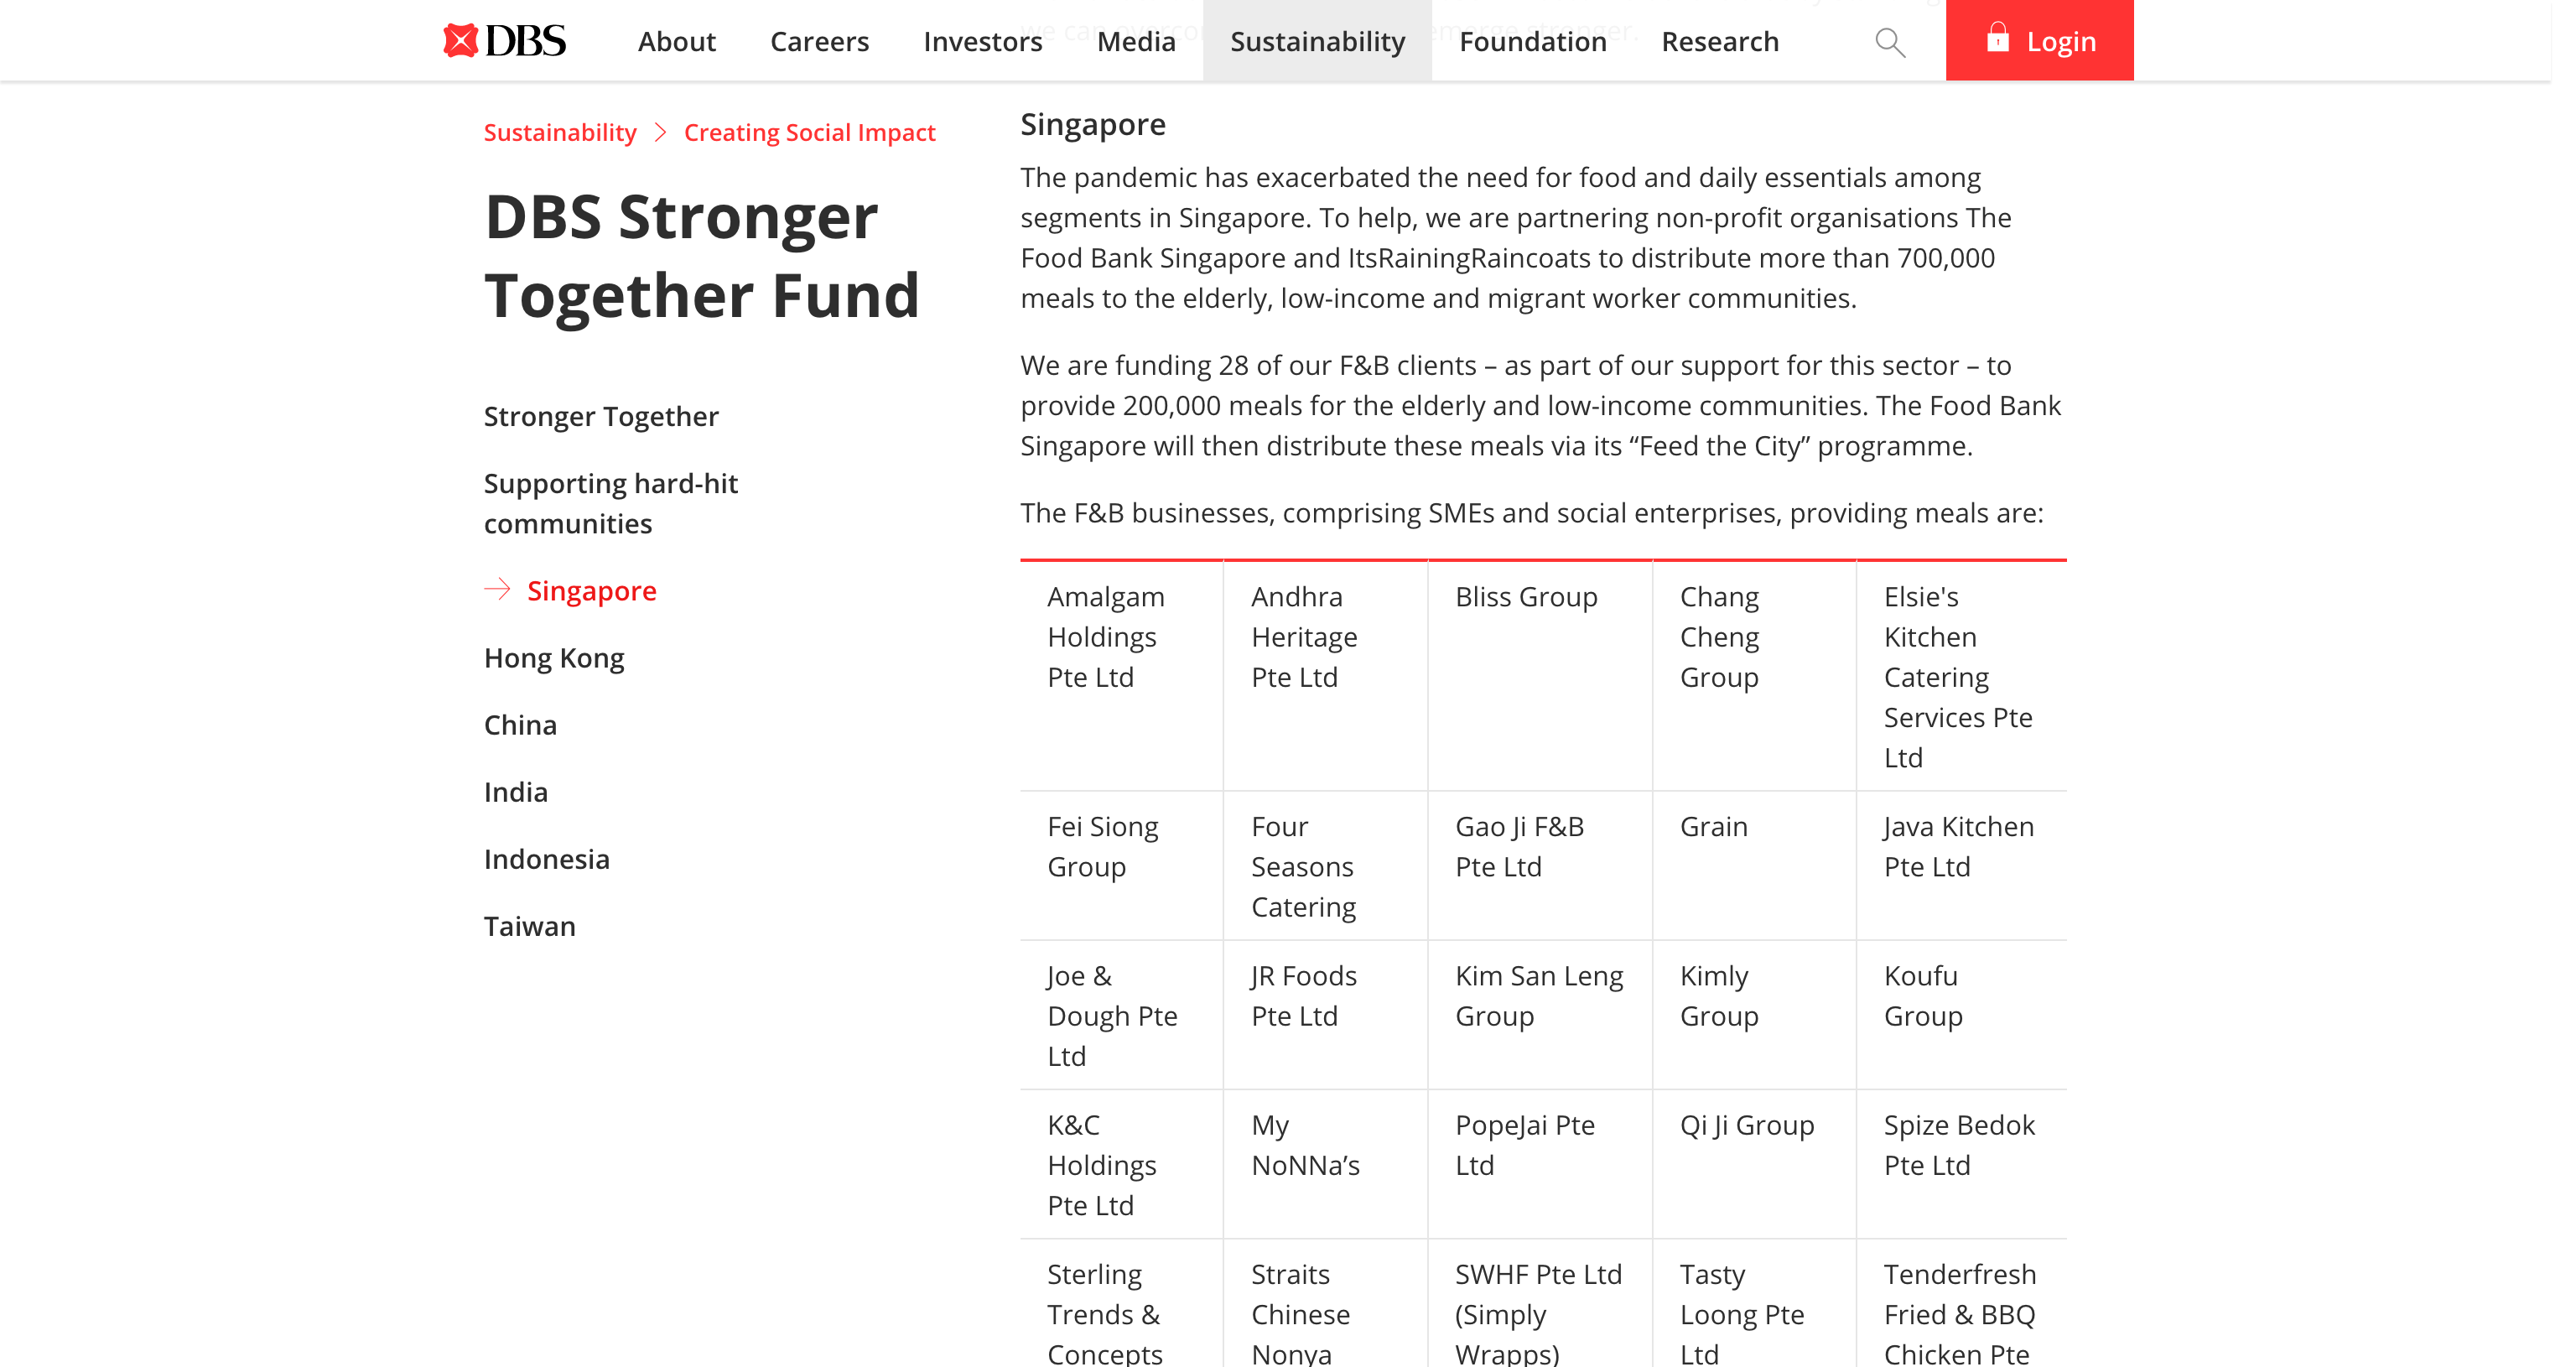 DBS
About
Careers
Investors
Media
Sustainability
Foundation
Research
Login
Sustainability
Creating Social Impact
DBS Stronger
Together Fund
Stronger Together
Supporting hard-hit
communities
Singapore
Hong Kong
China
India
Indonesia
Taiwan
Singapore
The pandemic has exacerbated the need for food and daily essentials among
segments in Singapore. To help, we are partnering non-profit organisations The
Food Bank Singapore and ItsRainingRaincoats to distribute more than 700,000
meals to the elderly, low-income and migrant worker communities.
We are funding 28 of our F&B clients – as part of our support for this sector – to
provide 200,000 meals for the elderly and low-income communities. The Food Bank
Singapore will then distribute these meals via its “Feed the City” programme.
The F&B businesses, comprising SMEs and social enterprises, providing meals are:
Amalgam
Holdings
Pte Ltd
Andhra
Heritage
Pte Ltd
Bliss Group
Chang
Cheng
Group
Elsie's
Kitchen
Catering
Services Pte
Ltd
Fei Siong
Group
Four
Seasons
Catering
Gao Ji F&B
Pte Ltd
Grain
Java Kitchen
Pte Ltd
Joe &
Dough Pte
Ltd
JR Foods
Pte Ltd
Kim San Leng
Group
Kimly
Group
Koufu
Group
K&C
Holdings
Pte Ltd
My
NoNNa’s
PopeJai Pte
Ltd
Qi Ji Group
Spize Bedok
Pte Ltd
Sterling
Trends &
Concepts
Straits
Chinese
Nonya
SWHF Pte Ltd
(Simply
Wrapps)
Tasty
Loong Pte
Ltd
Tenderfresh
Fried & BBQ
Chicken Pte